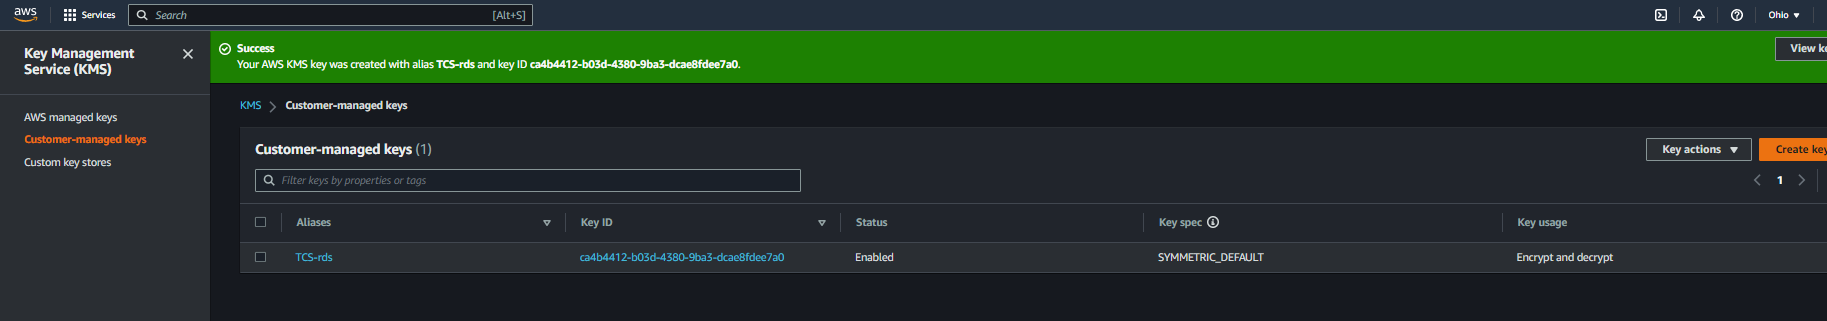 aws
Services
Search
[Alt+S]
Ohio
Key Management
Service (KMS)
AWS managed keys
Customer-managed keys
Custom key stores
Success
Your AWS KMS key was created with alias TCS-rds and key ID ca4b4412-b03d-4380-9ba3-dcae8fdee7a0.
View ke
KMS
Customer-managed keys
Customer-managed keys (1)
Key actions
Create key
Filter keys by properties or tags
1
Aliases
Key ID
Status
Key spec
Key usage
TCS-rds
ca4b4412-b03d-4380-9ba3-dcae8fdee7a0
Enabled
SYMMETRIC_DEFAULT
Encrypt and decrypt